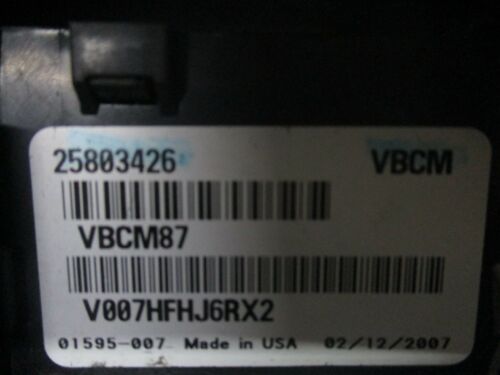 25803426 VBCM
VBCM87
V007HFHJ6RX2
01595-007 Made in USA 02/12/2007